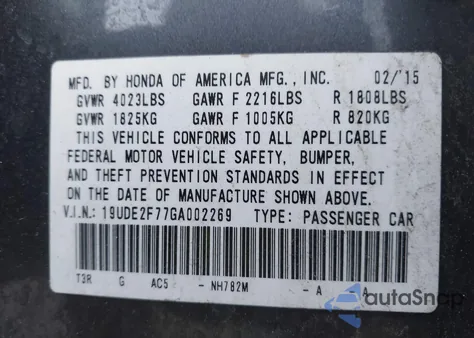 MFD. BY HONDA OF AMERICA MFG., INC. 02/'15
GVWR 4023LBS GAWR F 2216LBS R 1808LBS
GVWR 1825KG GAWR F 1005KG R 820KG
THIS VEHICLE CONFORMS TO ALL APPLICABLE
FEDERAL MOTOR VEHICLE SAFETY, BUMPER,
AND THEFT PREVENTION STANDARDS IN EFFECT
ON THE DATE OF MANUFACTURE SHOWN ABOVE.
V.I.N.: 19UDE2F77GA002269 TYPE: PASSENGER CAR
T3R G AC5 - NH782M - A - A
autoSnap